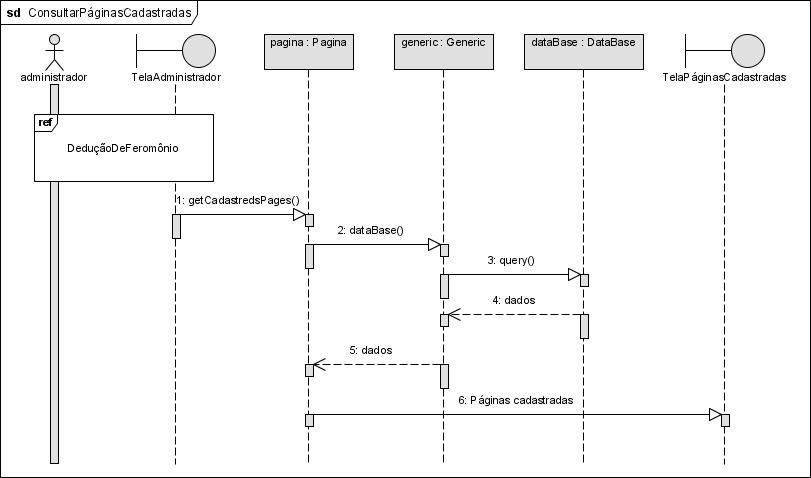 sd ConsultarPáginasCadastradas
administrador
TelaAdministrador
pagina : Pagina
generic : Generic
dataBase : DataBase
TelaPáginasCadastradas
ref
DeduçãoDeFeromônio
1: getCadastredsPages()
2: dataBase()
3: query()
4: dados
5: dados
6: Páginas cadastradas